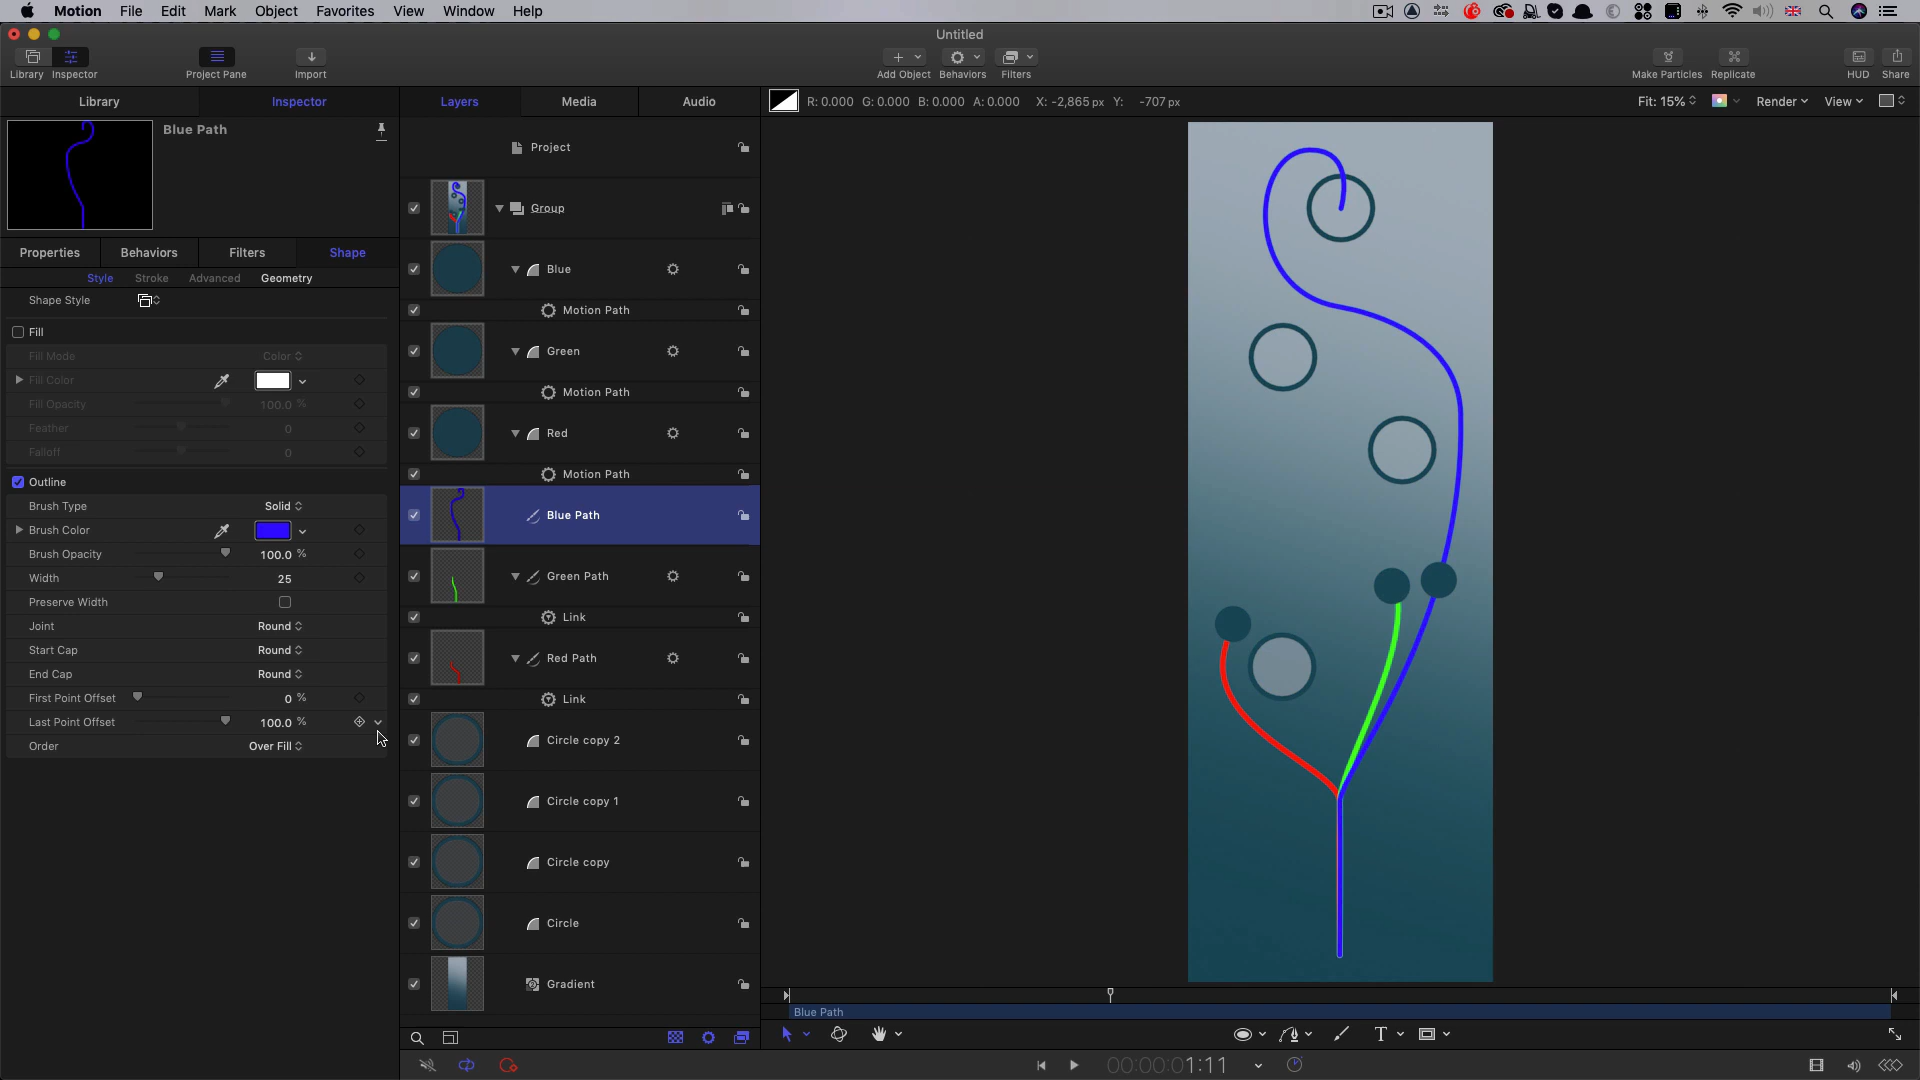 Motion File Edit Mark Object Favorites View Window Help
Untitled
Library Inspector Project Pane Import Add Object Behaviors Filters Make Particles Replicate HUD Share
Library Inspector Layers Media Audio R: 0.000 G: 0.000 B: 0.000 A: 0.000 X: -2,865 px Y: -707 px Fit: 15% Render View
Blue Path
Properties Behaviors Filters Shape
Style Stroke Advanced Geometry
Shape Style
Fill
Fill Mode Color
Fill Color
Fill Opacity 100.0 %
Feather 0
Falloff 0
Outline
Brush Type Solid
Brush Color
Brush Opacity 100.0 %
Width 25
Preserve Width
Joint Round
Start Cap Round
End Cap Round
First Point Offset 0 %
Last Point Offset 100.0 %
Order Over Fill
Project
Group
Blue
Motion Path
Green
Motion Path
Red
Motion Path
Blue Path
Green Path
Link
Red Path
Link
Circle copy 2
Circle copy 1
Circle copy
Circle
Gradient
Blue Path
T
00:00:01:11